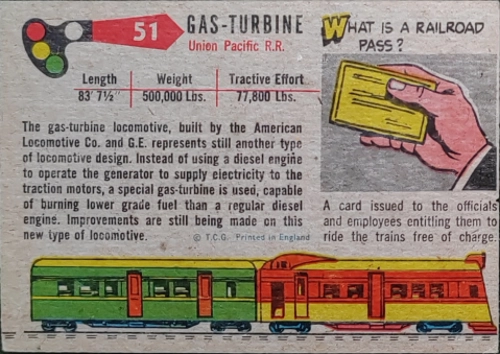 51 GAS-TURBINE
Union Pacific R.R.
Length Weight Tractive Effort
83' 7½" 500,000 Lbs. 77,800 Lbs.
The gas-turbine locomotive, built by the American
Locomotive Co. and G.E. represents still another type
of locomotive design. Instead of using a diesel engine
to operate the generator to supply electricity to the
traction motors, a special gas-turbine is used, capable
of burning lower grade fuel than a regular diesel
engine. Improvements are still being made on this
new type of locomotive.
© T.C.G. Printed in England
WHAT IS A RAILROAD
PASS?
A card issued to the officials
and employees entitling them to
ride the trains free of charge.